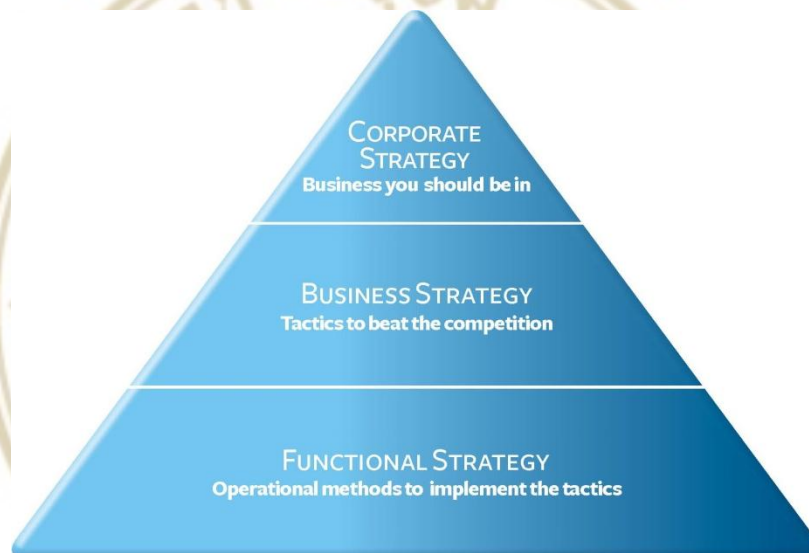 CORPORATE
STRATEGY
Business you should be in
BUSINESS STRATEGY
Tactics to beat the competition
FUNCTIONAL STRATEGY
Operational methods to implement the tactics